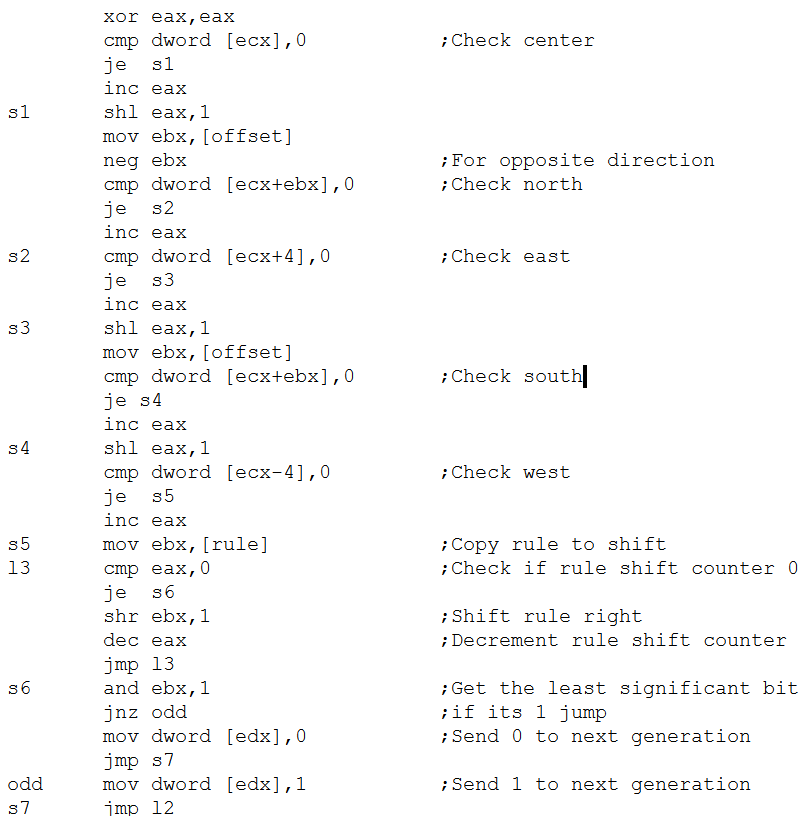 xor eax,eax
cmp dword [ecx],0 ;Check center
je s1
inc eax
s1 shl eax,1
mov ebx,[offset]
neg ebx ;For opposite direction
cmp dword [ecx+ebx],0 ;Check north
je s2
inc eax
s2 cmp dword [ecx+4],0 ;Check east
je s3
inc eax
s3 shl eax,1
mov ebx,[offset]
cmp dword [ecx+ebx],0 ;Check south
je s4
inc eax
s4 shl eax,1
cmp dword [ecx-4],0 ;Check west
je s5
inc eax
s5 mov ebx,[rule] ;Copy rule to shift
l3 cmp eax,0 ;Check if rule shift counter 0
je s6
shr ebx,1 ;Shift rule right
dec eax ;Decrement rule shift counter
jmp l3
s6 and ebx,1 ;Get the least significant bit
jnz odd ;if its 1 jump
mov dword [edx],0 ;Send 0 to next generation
jmp s7
odd mov dword [edx],1 ;Send 1 to next generation
s7 jmp l2